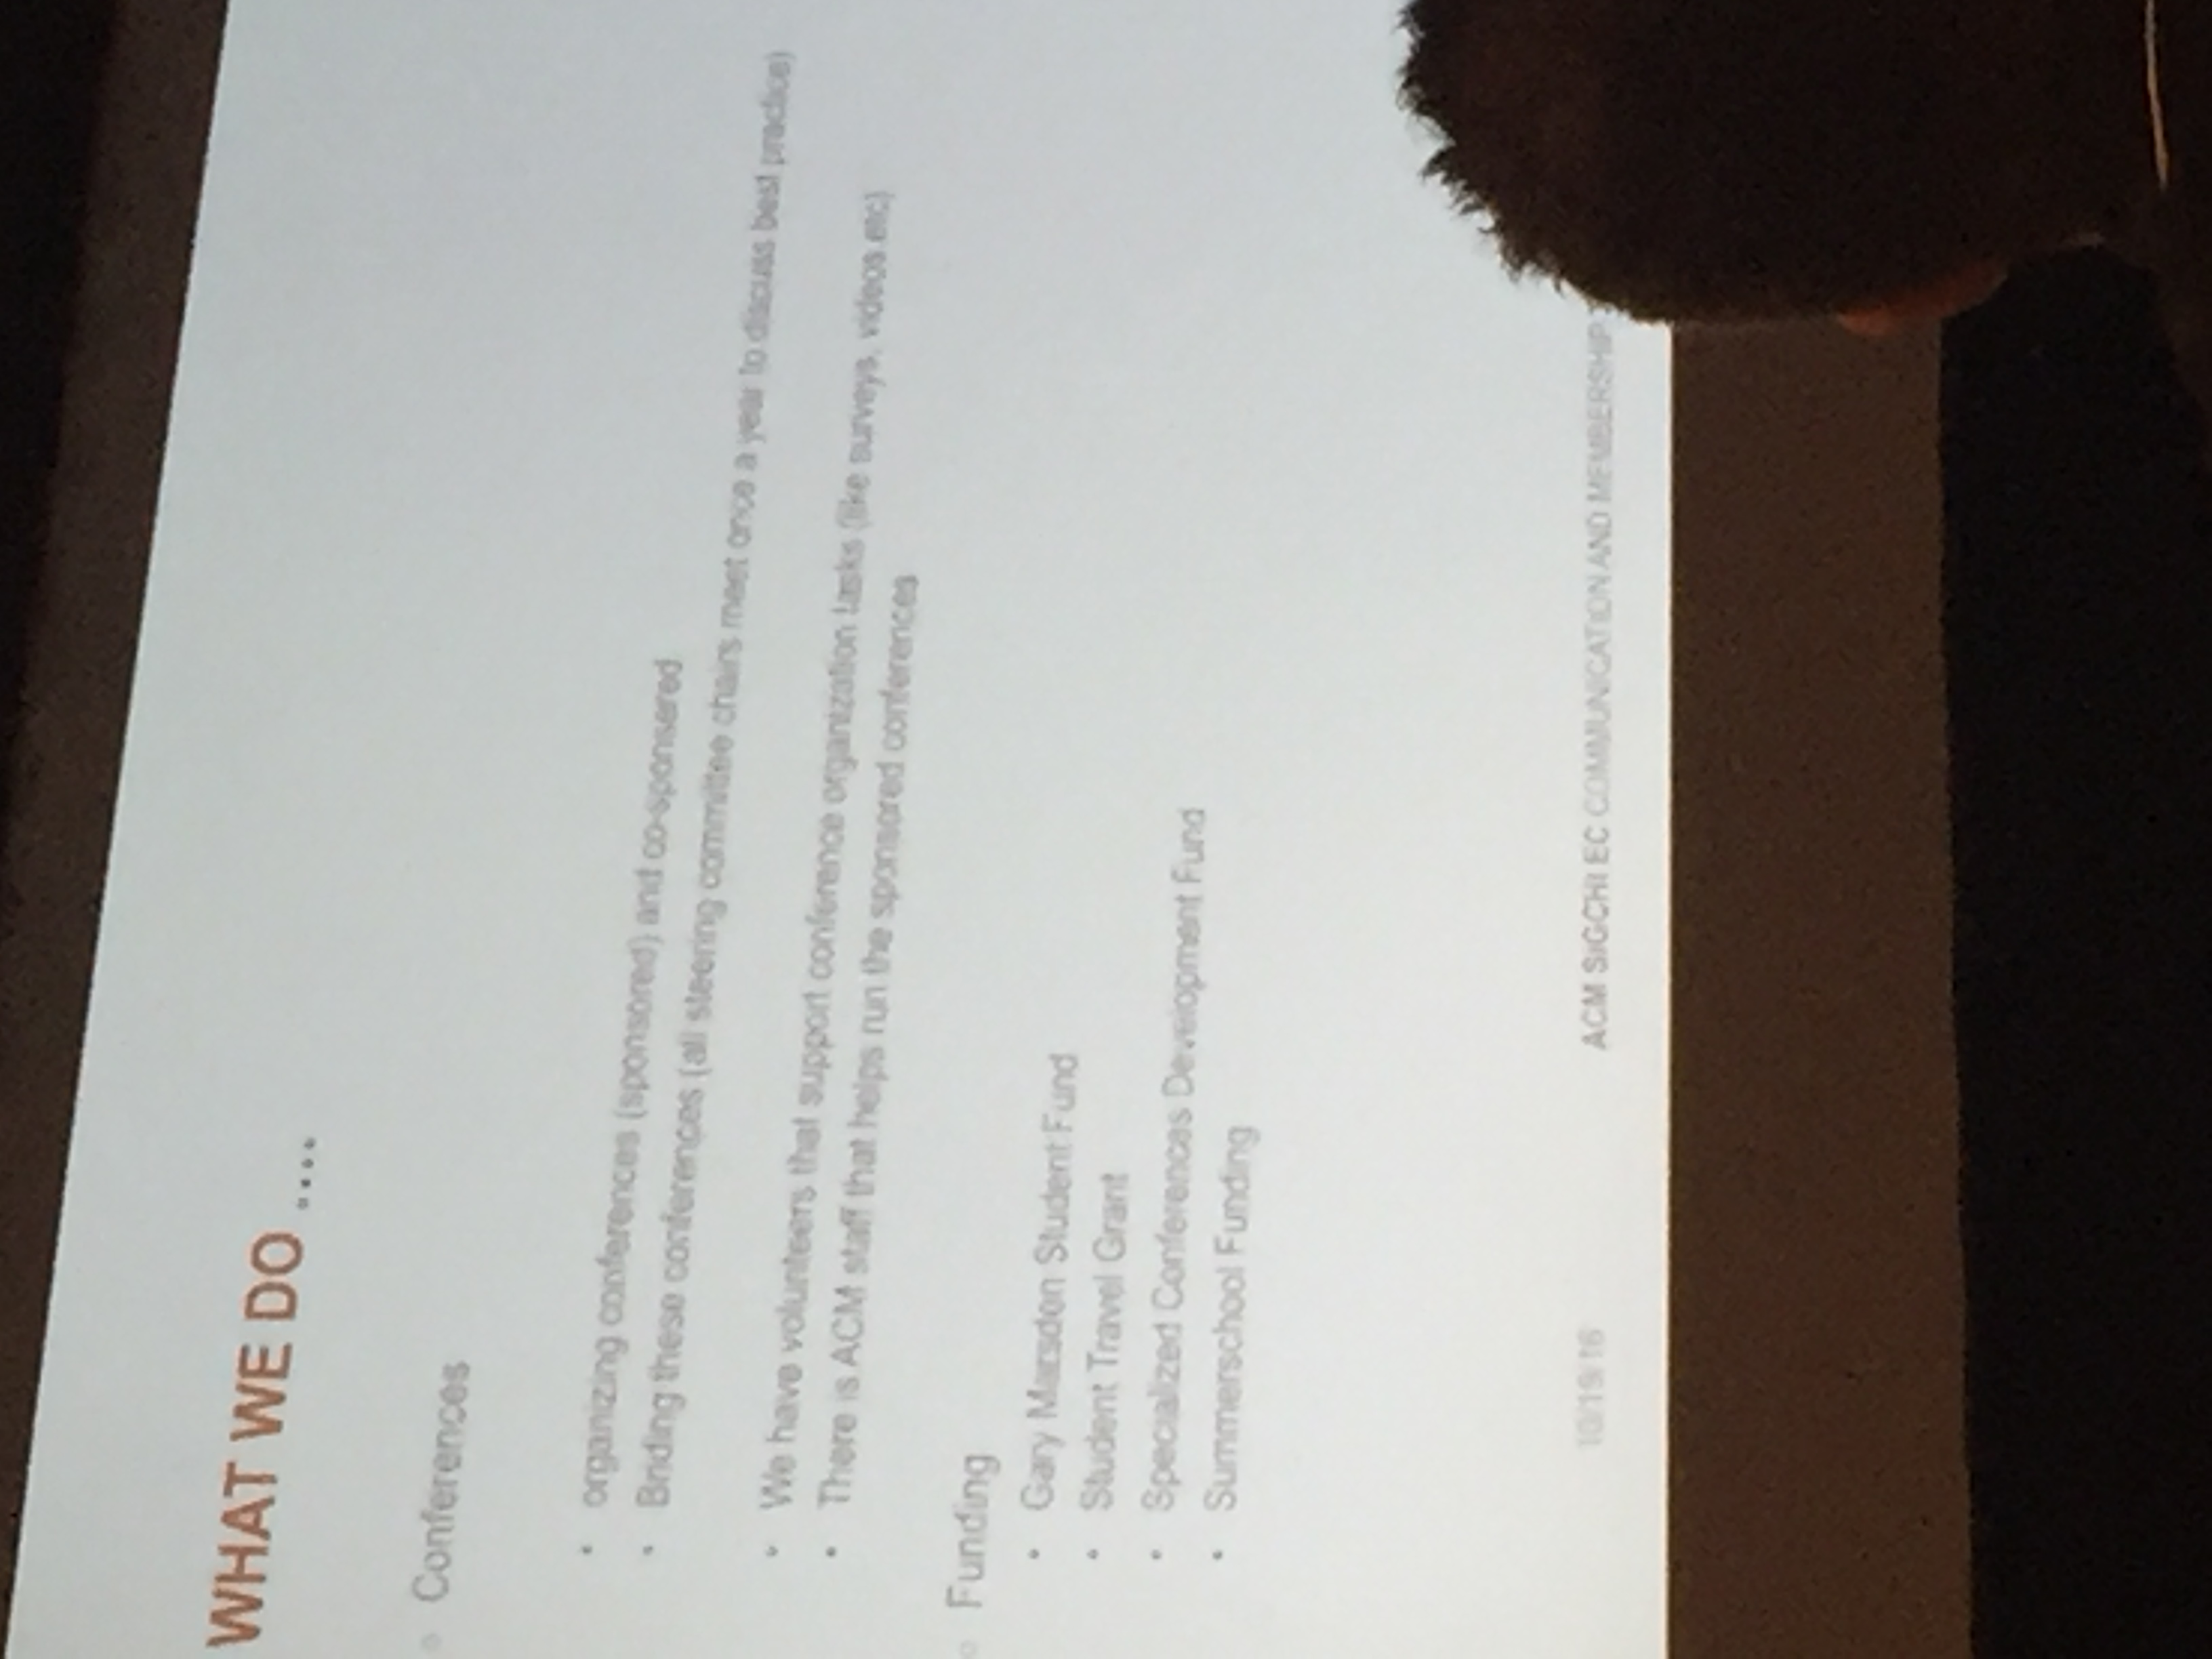 WHAT WE DO ....
Conferences
organizing conferences (sponsored) and co-sponsered
Briding these conferences (all steering committee chairs meet once a year to discuss best practice)
We have volunteers that support conference organization tasks (like surveys, videos etc)
There is ACM staff that helps run the sponsored conferences
Funding
Gary Marsden Student Fund
Student Travel Grant
Specialized Conferences Development Fund
Summerschool Funding
10/19/16
ACM SIGCHI EC COMMUNICATION AND MEMBERSHIP